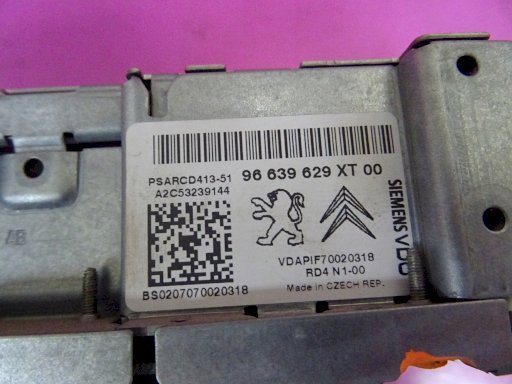 PSARCD413-51 96 639 629 XT 00
A2C53239144
SIEMENS VDO
VDAPIF70020318
RD4 N1-00
BS0207070020318 Made in CZECH REP.